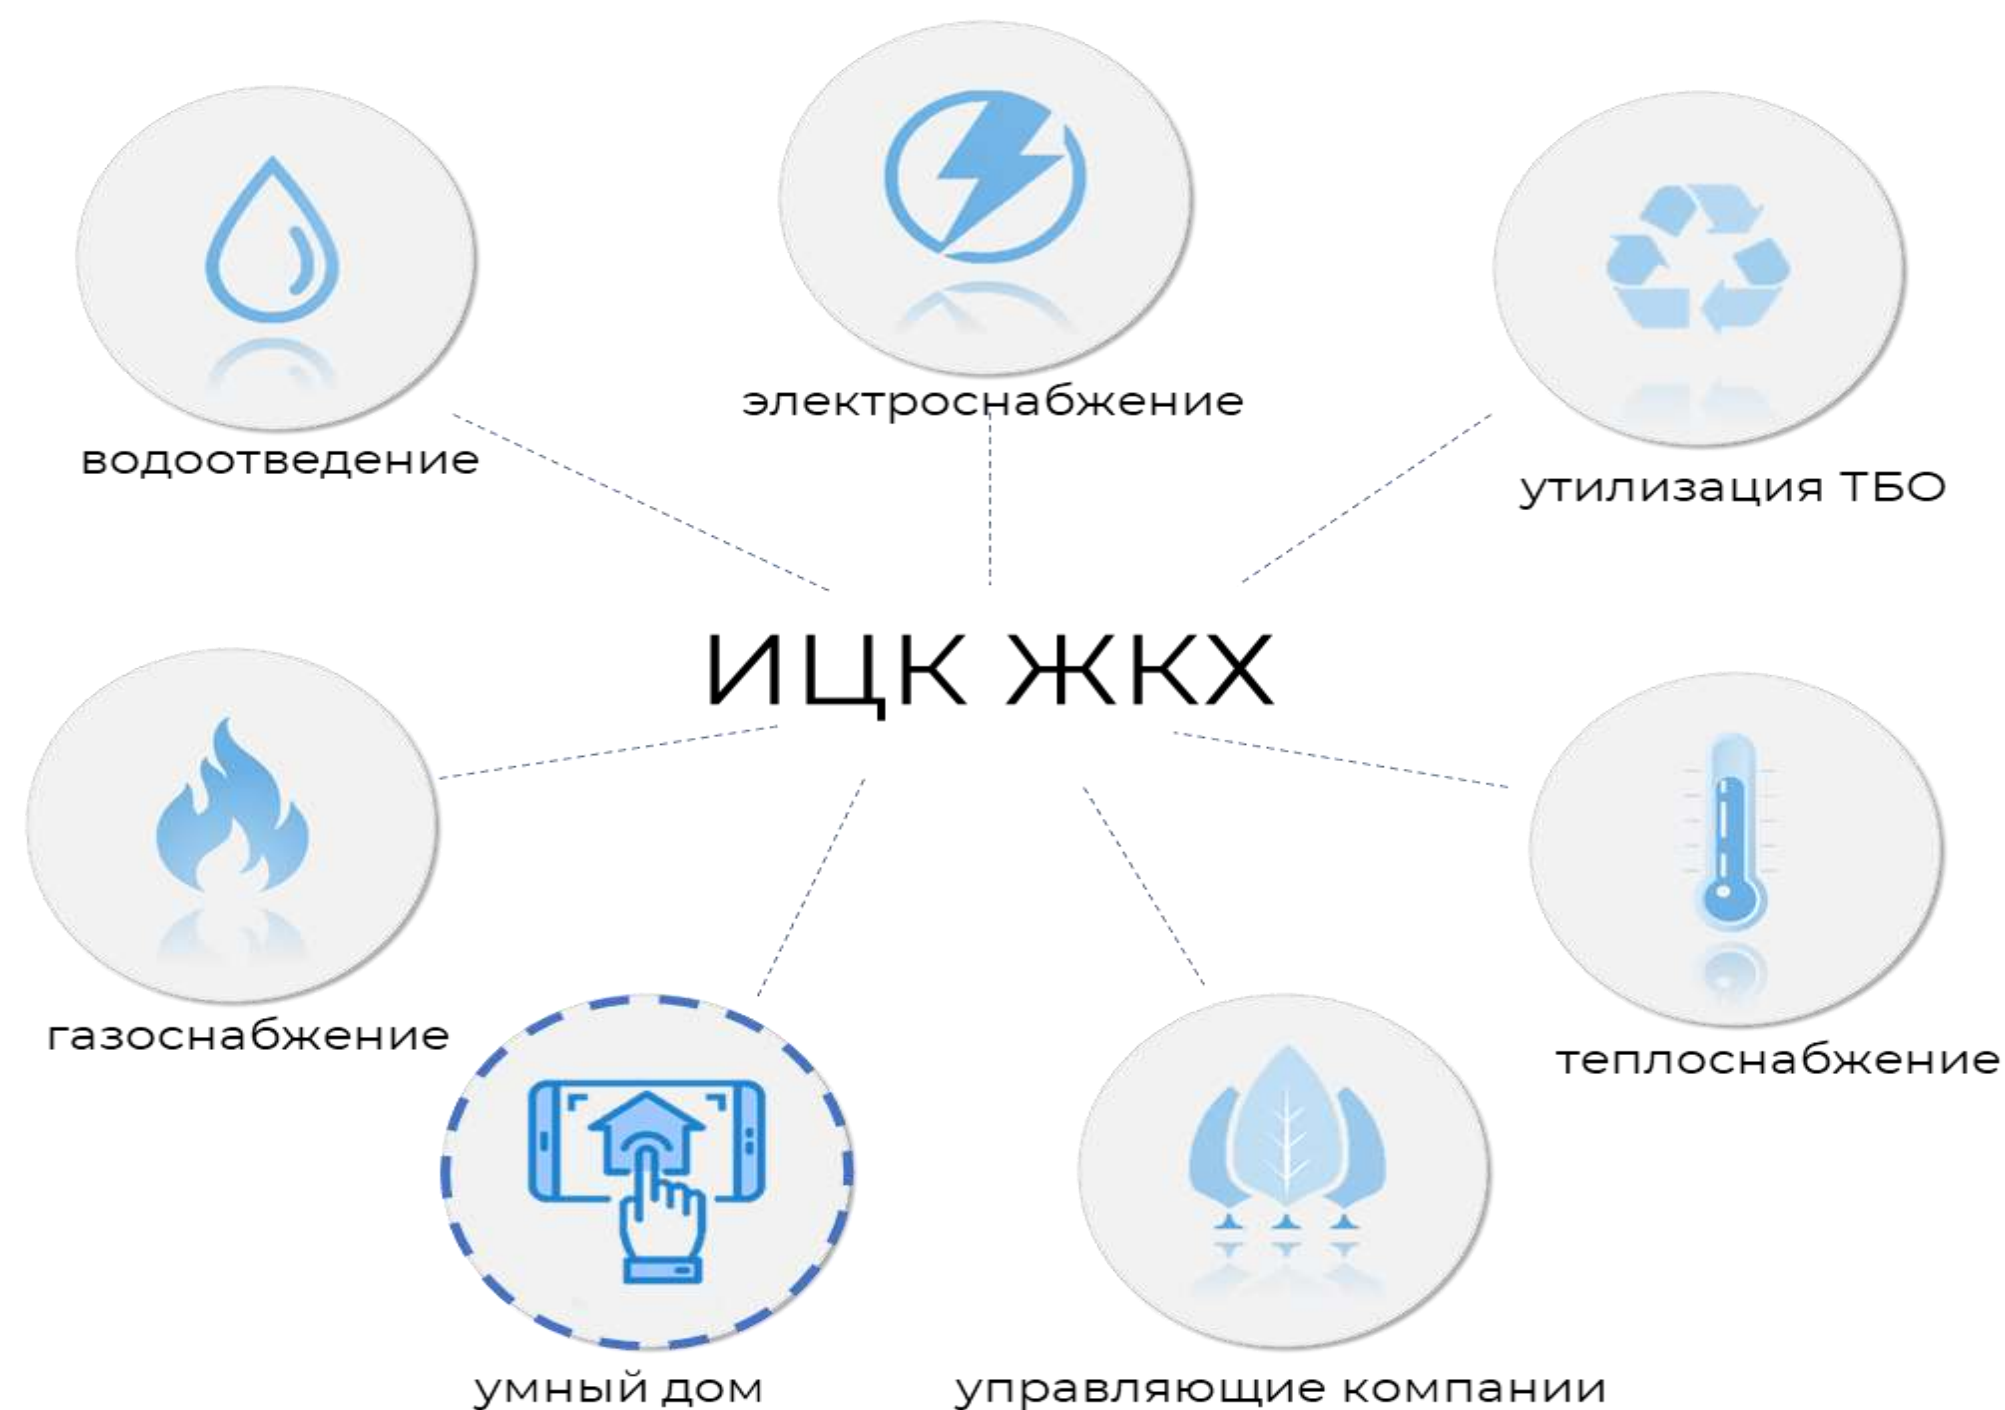 электроснабжение
водоотведение
утилизация ТБО
ИЦК ЖКХ
газоснабжение
теплоснабжение
умный дом
управляющие компании